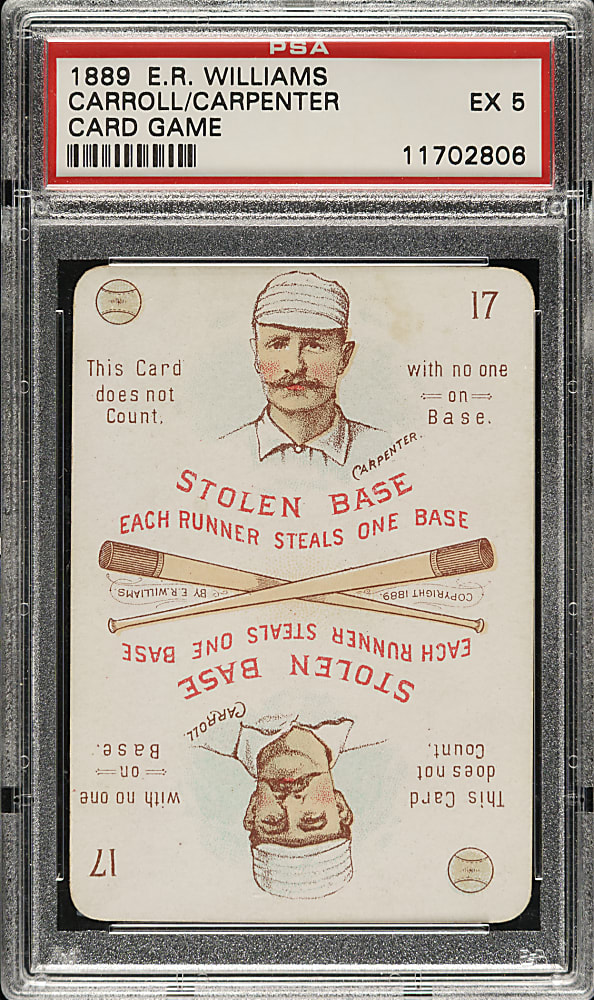 PSA
1889 E.R. WILLIAMS
CARROLL/CARPENTER EX 5
CARD GAME
11702806
17
This Card
does not
Count,
with no one
on
Base.
CARPENTER.
STOLEN BASE
EACH RUNNER STEALS ONE BASE
COPYRIGHT 1889.
BY E.R.WILLIAMS.
EACH RUNNER STEALS ONE BASE
STOLEN BASE
CARROLL.
This Card
does not
Count,
with no one
on
Base.
17